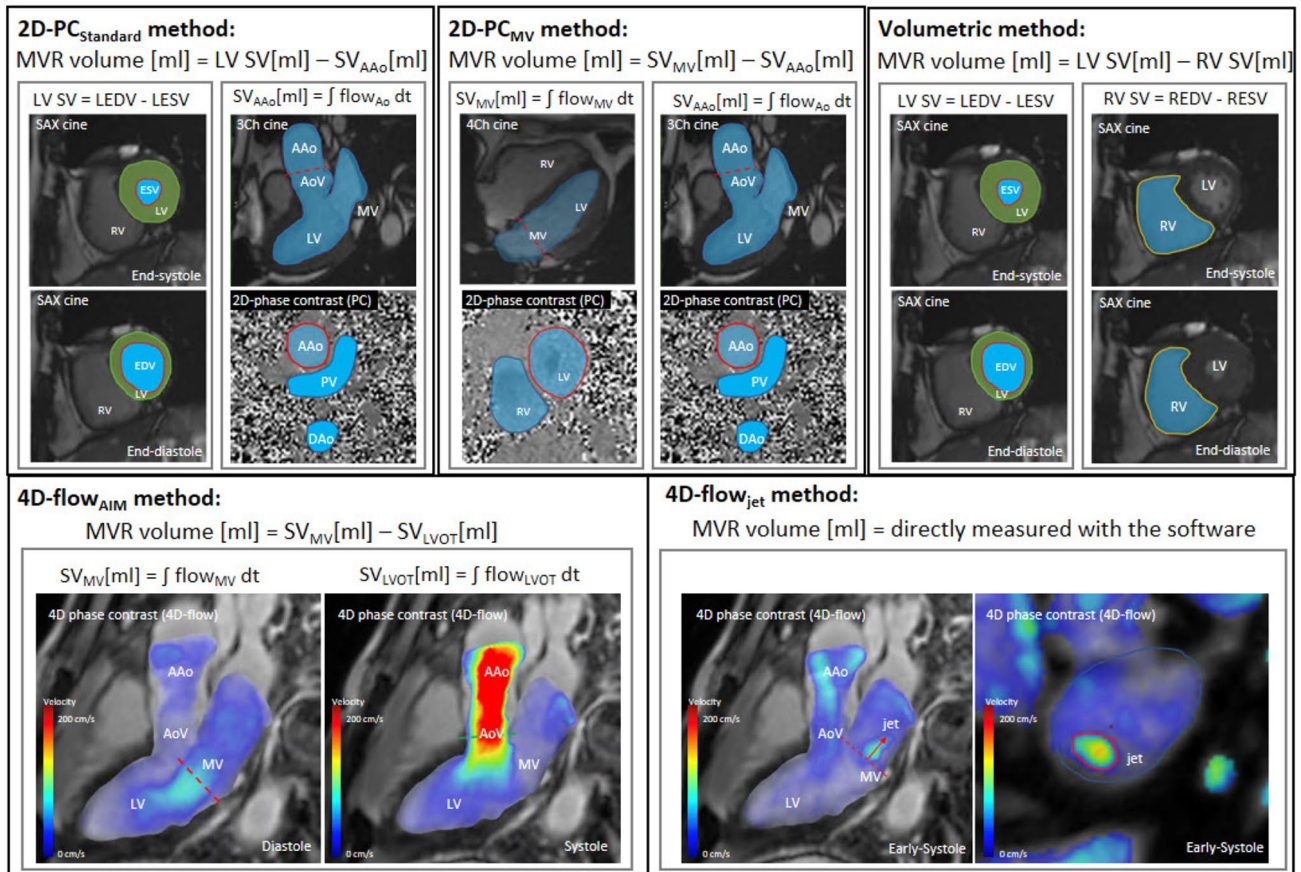 2D-PCStandard method:
MVR volume [ml] = LV SV[ml] – SVAAo[ml]
LV SV = LEDV - LESV
SAX cine
ESV
LV
RV
End-systole
SAX cine
EDV
LV
RV
End-diastole
SVAAo[ml] = ∫ flowAo dt
3Ch cine
AAo
AoV
MV
LV
2D-phase contrast (PC)
AAo
PV
DAo
2D-PCMV method:
MVR volume [ml] = SVMV[ml] – SVAAo[ml]
SVMV[ml] = ∫ flowMV dt
4Ch cine
RV
LV
MV
2D-phase contrast (PC)
LV
RV
SVAAo[ml] = ∫ flowAo dt
3Ch cine
AAo
AoV
MV
LV
2D-phase contrast (PC)
AAo
PV
DAo
Volumetric method:
MVR volume [ml] = LV SV[ml] – RV SV[ml]
LV SV = LEDV - LESV
SAX cine
ESV
LV
RV
End-systole
SAX cine
EDV
LV
RV
End-diastole
RV SV = REDV - RESV
SAX cine
LV
RV
End-systole
SAX cine
LV
RV
End-diastole
4D-flowAIM method:
MVR volume [ml] = SVMV[ml] – SVLVOT[ml]
SVMV[ml] = ∫ flowMV dt
4D phase contrast (4D-flow)
AAo
Velocity
200 cm/s
AoV
MV
LV
0 cm/s
Diastole
SVLVOT[ml] = ∫ flowLVOT dt
4D phase contrast (4D-flow)
AAo
Velocity
200 cm/s
AoV
MV
LV
0 cm/s
Systole
4D-flowjet method:
MVR volume [ml] = directly measured with the software
4D phase contrast (4D-flow)
AAo
Velocity
200 cm/s
jet
AoV
MV
LV
0 cm/s
Early-Systole
4D phase contrast (4D-flow)
Velocity
200 cm/s
jet
0 cm/s
Early-Systole